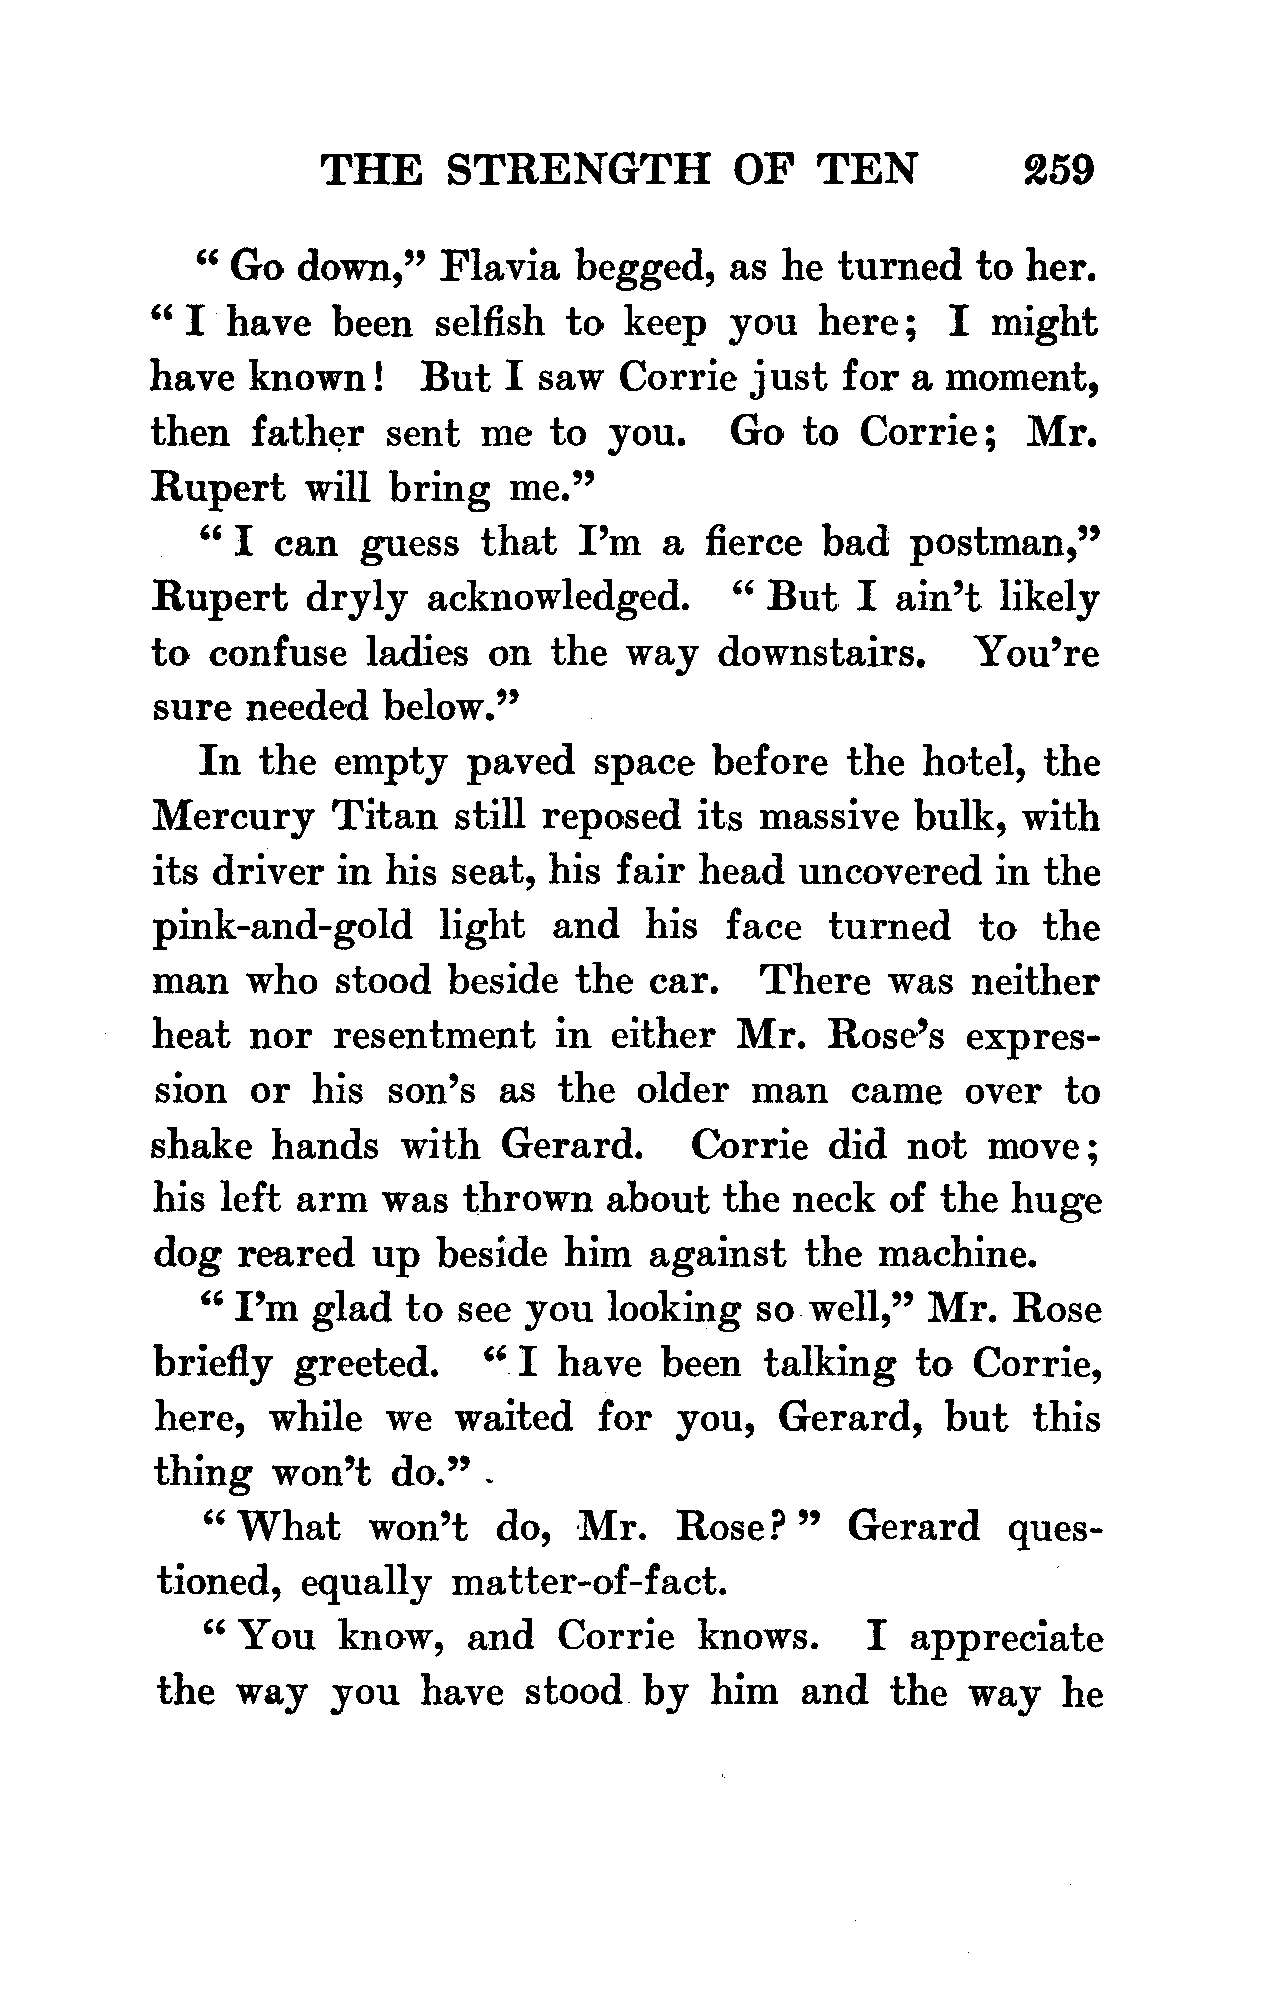 THE STRENGTH OF TEN 259
“ Go down,” Flavia begged, as he turned to her.
“ I have been selfish to keep you here; I might
have known! But I saw Corrie just for a moment,
then father sent me to you. Go to Corrie; Mr.
Rupert will bring me.”
“ I can guess that I’m a fierce bad postman,”
Rupert dryly acknowledged. “ But I ain’t likely
to confuse ladies on the way downstairs. You’re
sure needed below.”
In the empty paved space before the hotel, the
Mercury Titan still reposed its massive bulk, with
its driver in his seat, his fair head uncovered in the
pink-and-gold light and his face turned to the
man who stood beside the car. There was neither
heat nor resentment in either Mr. Rose’s expres-
sion or his son’s as the older man came over to
shake hands with Gerard. Corrie did not move;
his left arm was thrown about the neck of the huge
dog reared up beside him against the machine.
“ I’m glad to see you looking so well,” Mr. Rose
briefly greeted. “ I have been talking to Corrie,
here, while we waited for you, Gerard, but this
thing won’t do.”
“ What won’t do, Mr. Rose? ” Gerard ques-
tioned, equally matter-of-fact.
“ You know, and Corrie knows. I appreciate
the way you have stood by him and the way he